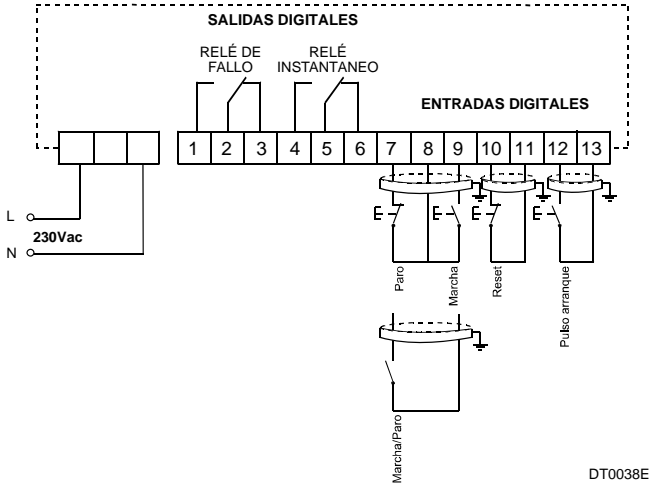 SALIDAS DIGITALES
RELÉ DE
FALLO
RELÉ
INSTANTANEO
ENTRADAS DIGITALES
1 2 3 4 5 6 7 8 9 10 11 12 13
L
230Vac
N
Paro
Marcha
Reset
Pulso arranque
Marcha/Paro
DT0038E